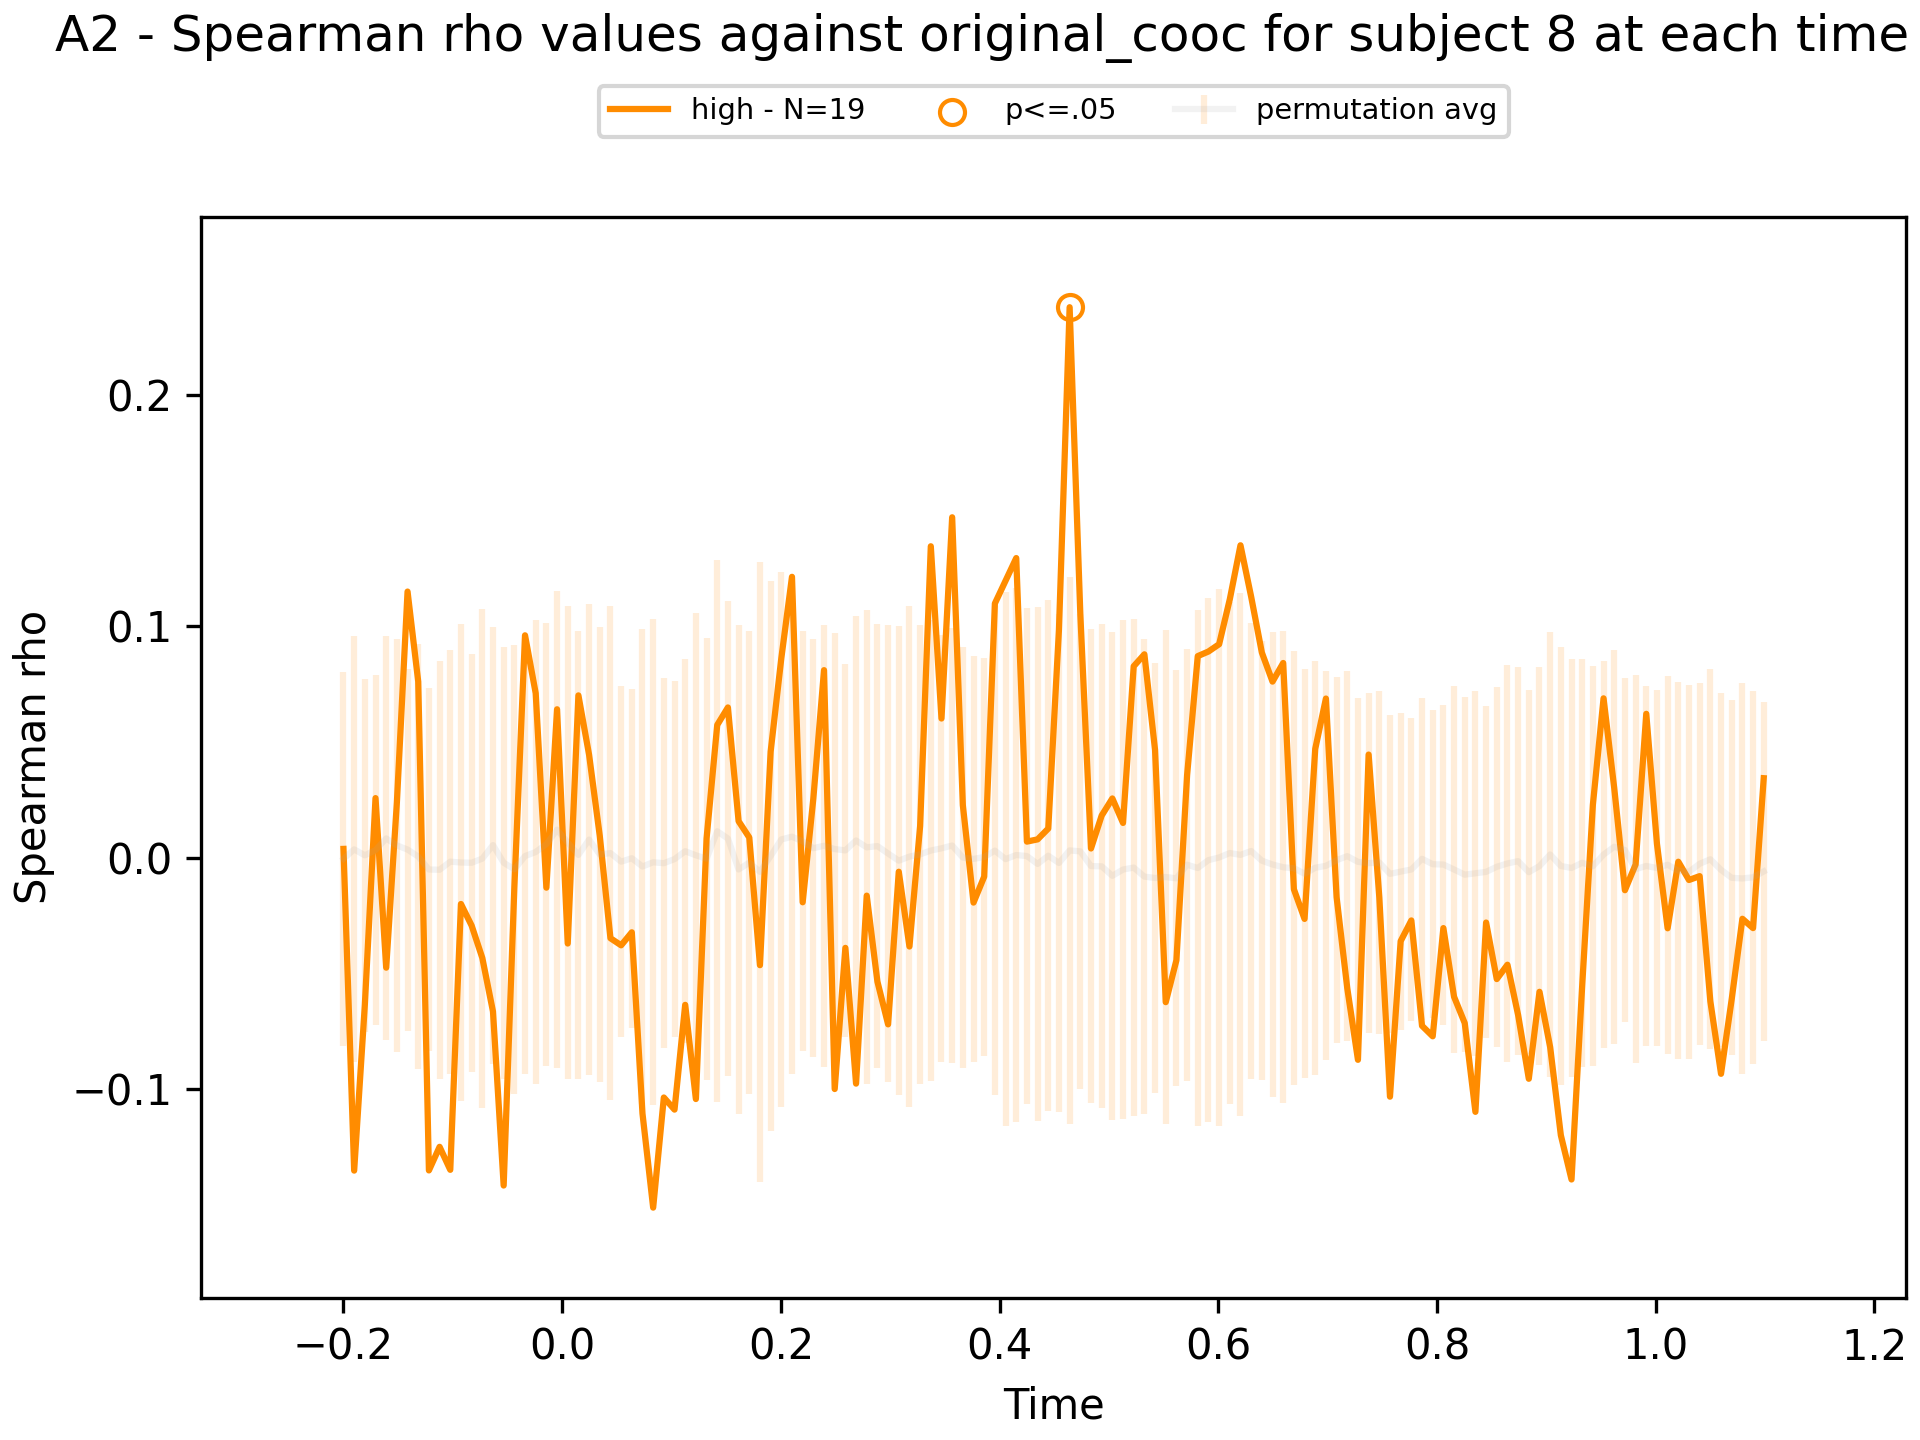 A2 - Spearman rho values against original_cooc for subject 8 at each time
high - N=19
p<=.05
permutation avg
Spearman rho
0.2
0.1
0.0
−0.1
−0.2
0.0
0.2
0.4
0.6
0.8
1.0
1.2
Time